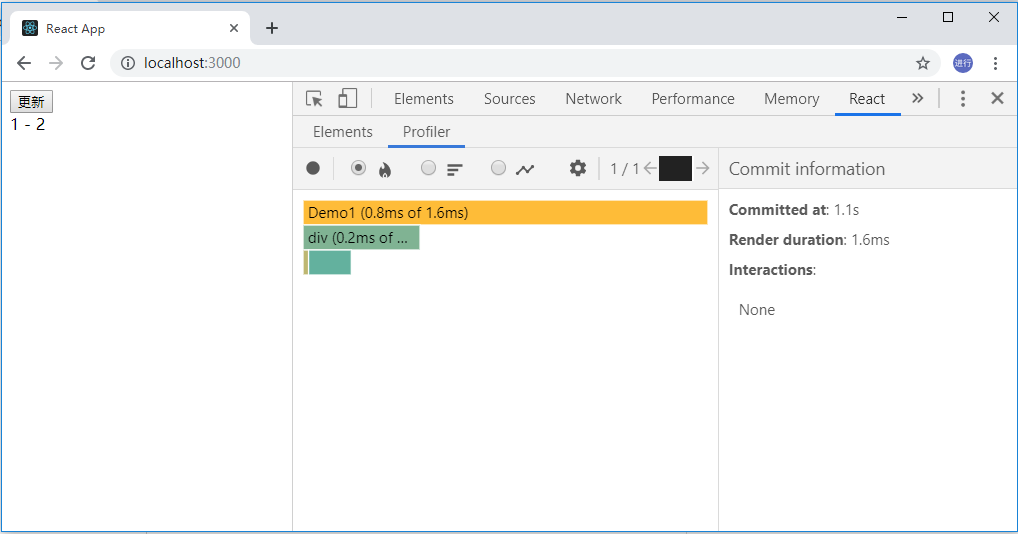 React App
localhost:3000
进行
更新
1 - 2
Elements Sources Network Performance Memory React
Elements Profiler
1 / 1
Commit information
Demo1 (0.8ms of 1.6ms)
div (0.2ms of ...
Committed at: 1.1s
Render duration: 1.6ms
Interactions:
None